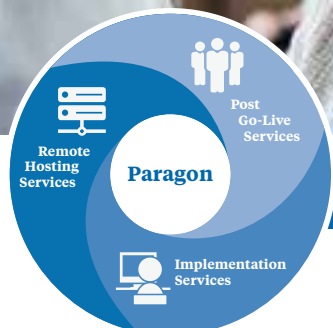 Post
Go-Live
Services
Remote
Hosting
Services
Paragon
Implementation
Services